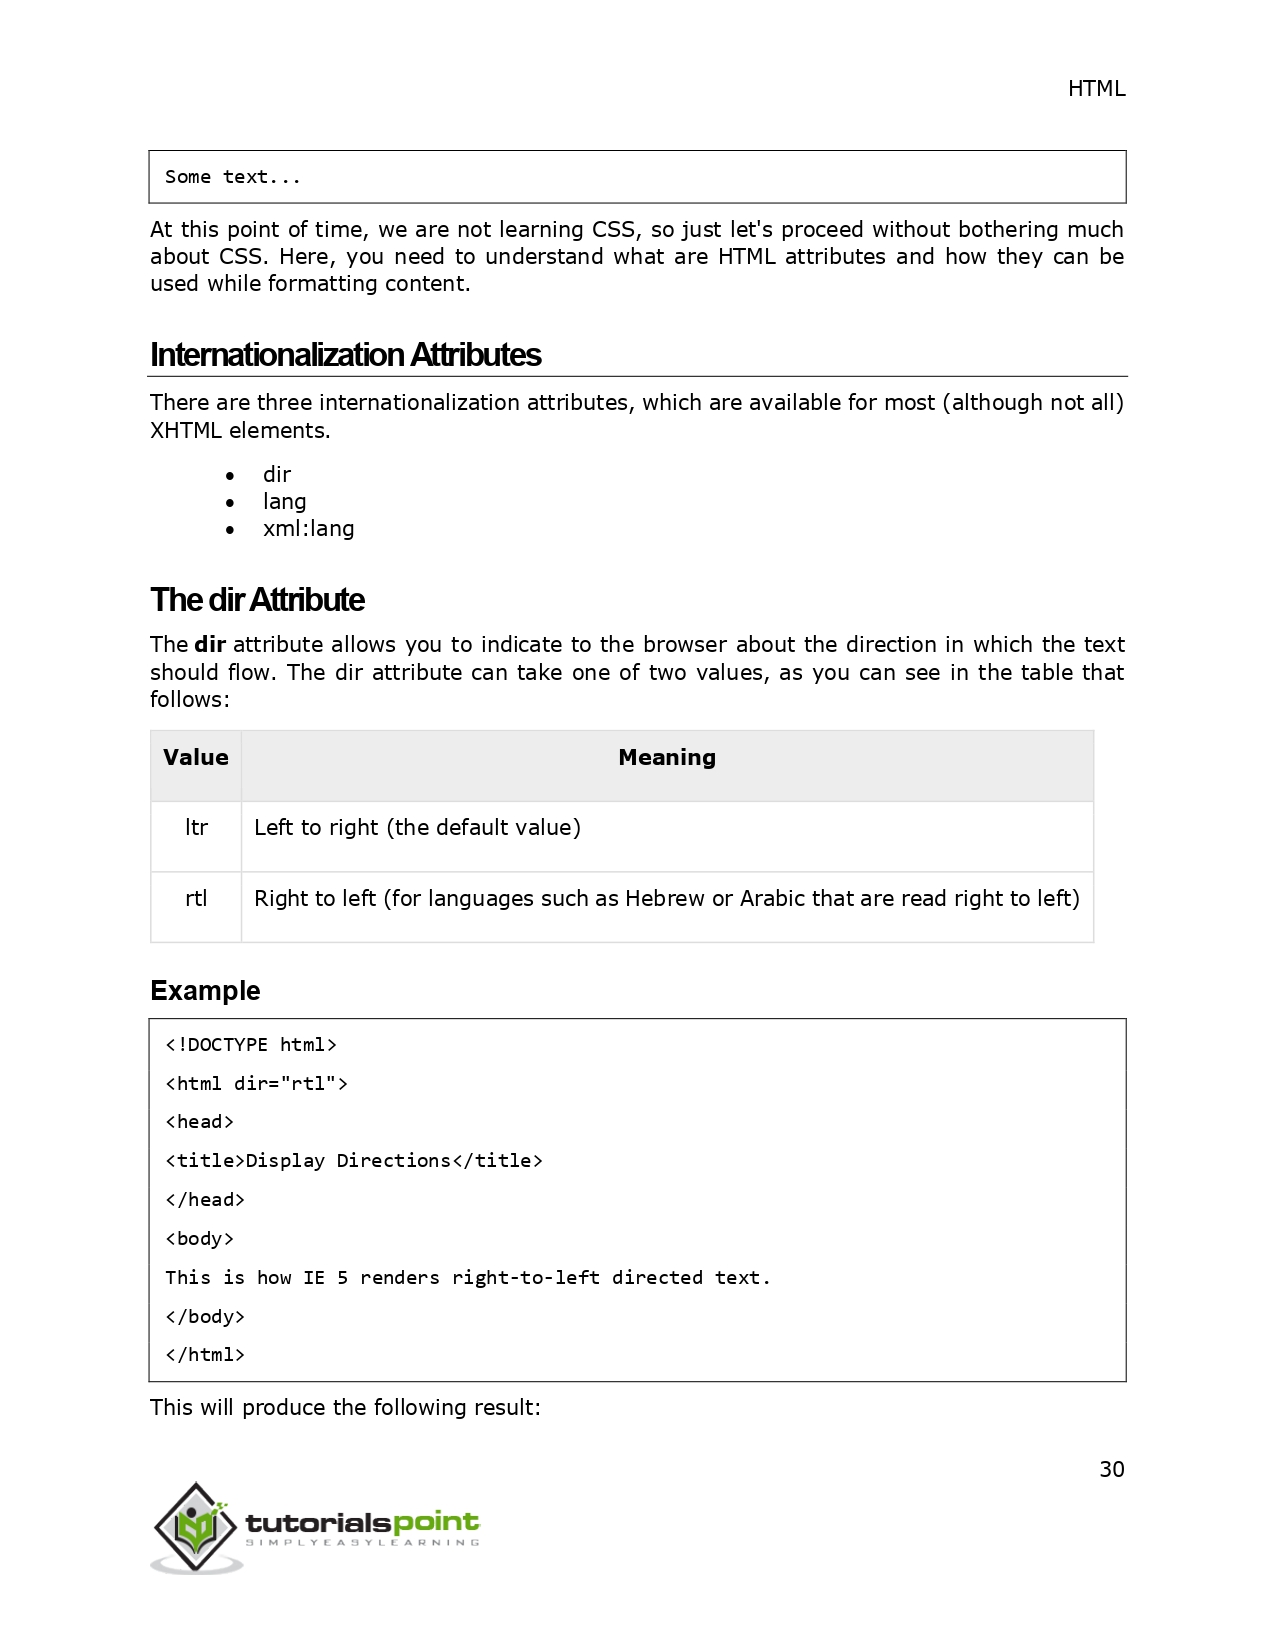 HTML
Some text...
At this point of time, we are not learning CSS, so just let's proceed without bothering much
about CSS. Here, you need to understand what are HTML attributes and how they can be
used while formatting content.
Internationalization Attributes
There are three internationalization attributes, which are available for most (although not all)
XHTML elements.
• dir
• lang
• xml:lang
The dir Attribute
The dir attribute allows you to indicate to the browser about the direction in which the text
should flow. The dir attribute can take one of two values, as you can see in the table that
follows:
Value Meaning
ltr Left to right (the default value)
rtl Right to left (for languages such as Hebrew or Arabic that are read right to left)
Example
<!DOCTYPE html>
<html dir="rtl">
<head>
<title>Display Directions</title>
</head>
<body>
This is how IE 5 renders right-to-left directed text.
</body>
</html>
This will produce the following result:
30
tutorialspoint
SIMPLYEASYLEARNING